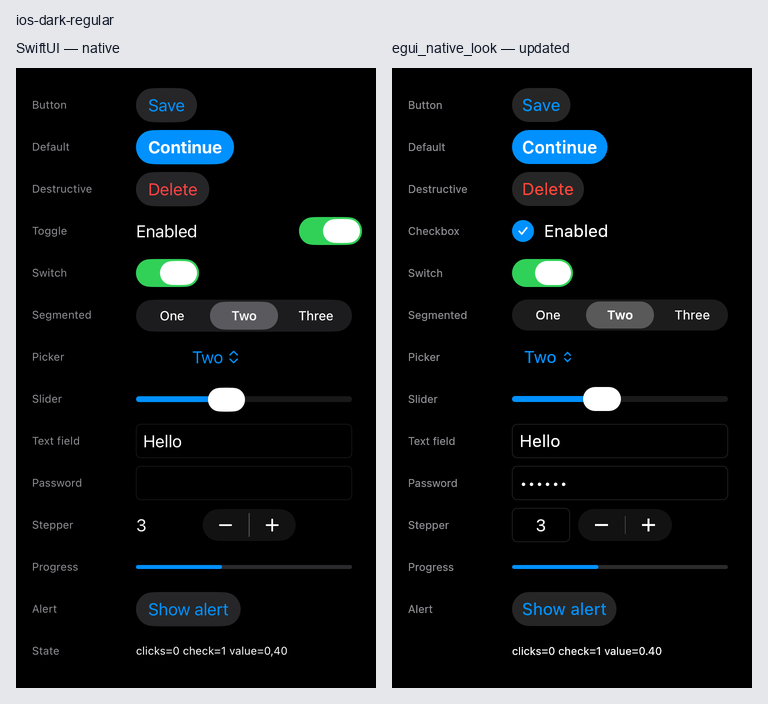 ios-dark-regular
SwiftUI — native
Button Save
Default Continue
Destructive Delete
Toggle Enabled
Switch
Segmented One Two Three
Picker Two
Slider
Text field Hello
Password
Stepper 3 − +
Progress
Alert Show alert
State clicks=0 check=1 value=0,40
egui_native_look — updated
Button Save
Default Continue
Destructive Delete
Checkbox Enabled
Switch
Segmented One Two Three
Picker Two
Slider
Text field Hello
Password ••••••
Stepper 3 − +
Progress
Alert Show alert
clicks=0 check=1 value=0.40